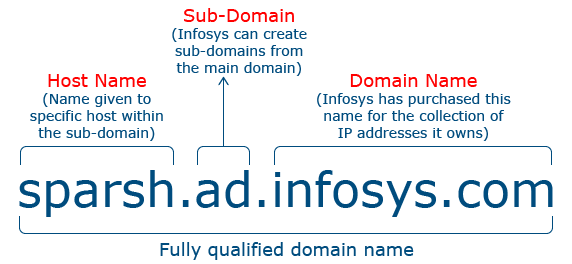 Sub-Domain
(Infosys can create
sub-domains from
the main domain)
Host Name
(Name given to
specific host within
the sub-domain)
Domain Name
(Infosys has purchased this
name for the collection of
IP addresses it owns)
sparsh.ad.infosys.com
Fully qualified domain name